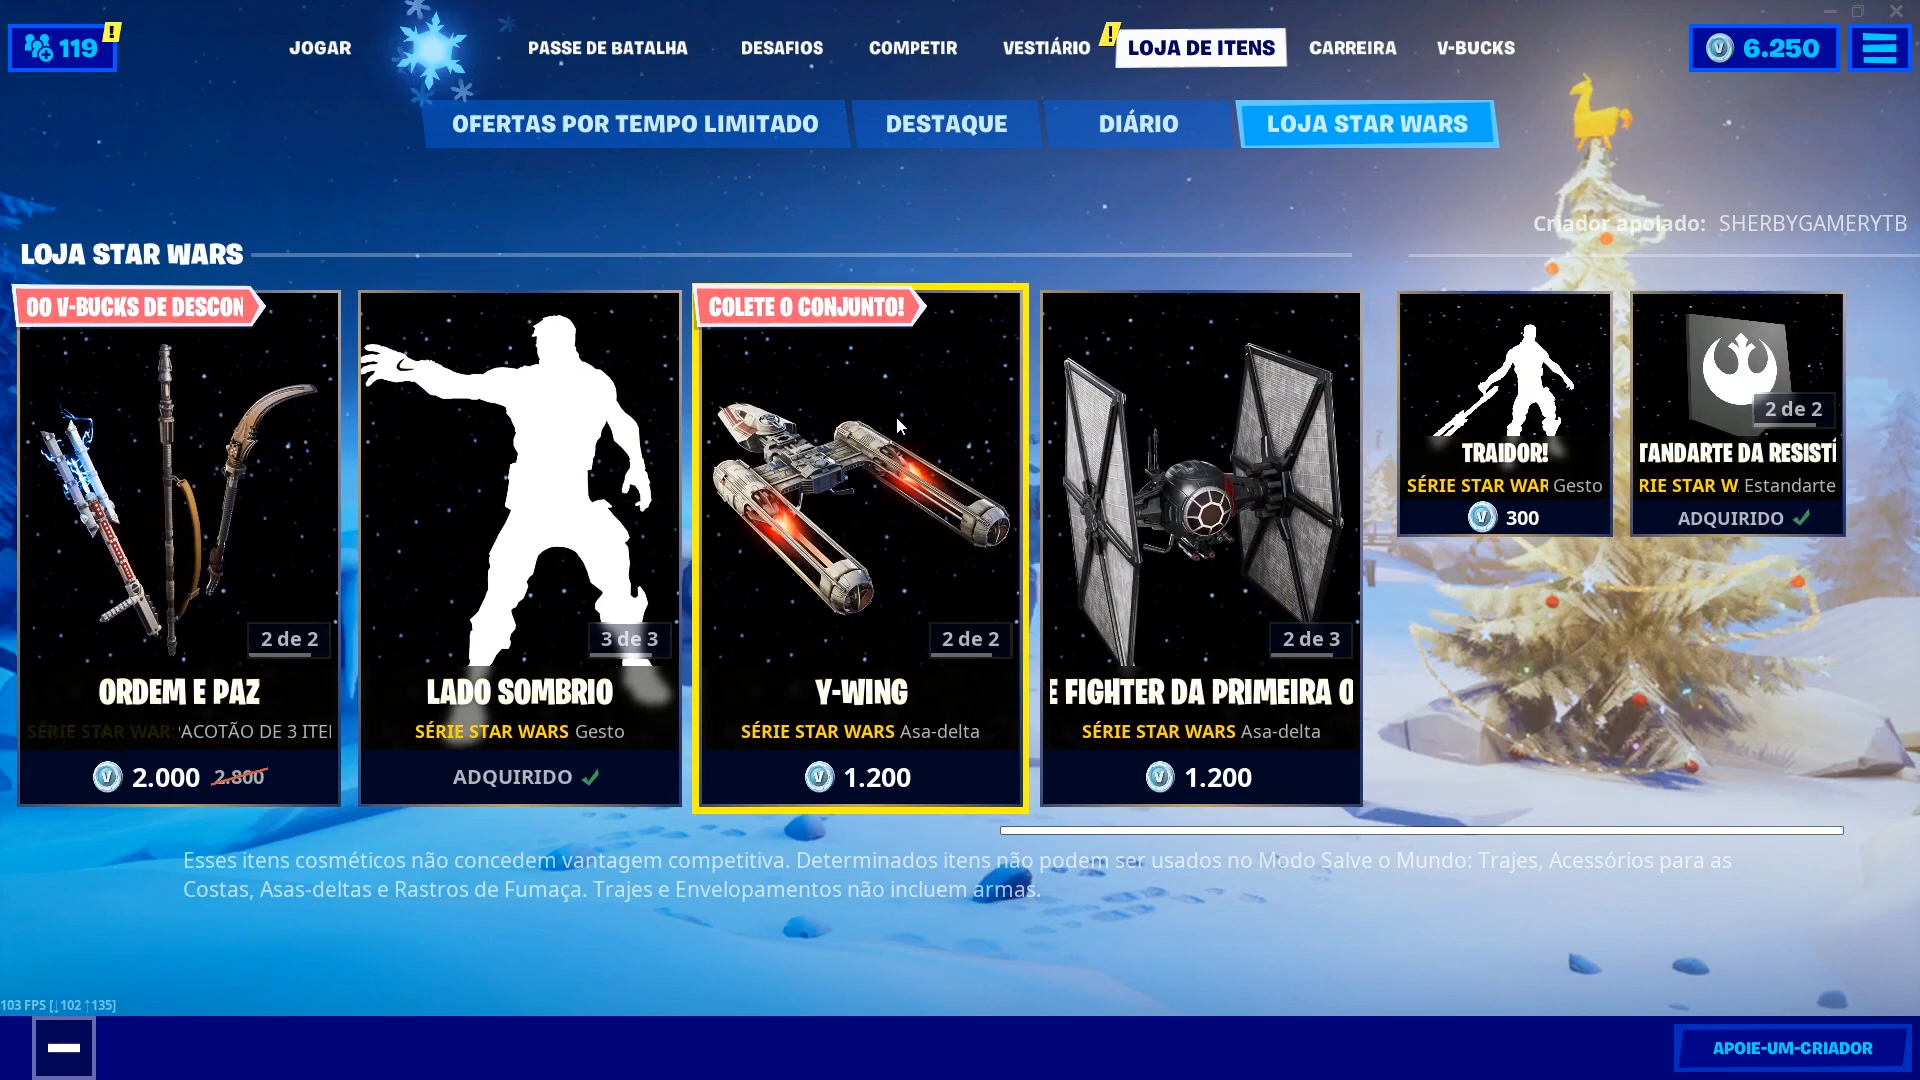 119
!
JOGAR
PASSE DE BATALHA
DESAFIOS
COMPETIR
VESTIÁRIO
!
LOJA DE ITENS
CARREIRA
V-BUCKS
6.250
OFERTAS POR TEMPO LIMITADO
DESTAQUE
DIÁRIO
LOJA STAR WARS
Criador apoiado: SHERBYGAMERYTB
LOJA STAR WARS
00 V-BUCKS DE DESCON
2 de 2
ORDEM E PAZ
SÉRIE STAR WARS 'ACOTÃO DE 3 ITEI
2.000 2.800
3 de 3
LADO SOMBRIO
SÉRIE STAR WARS Gesto
ADQUIRIDO
COLETE O CONJUNTO!
2 de 2
Y-WING
SÉRIE STAR WARS Asa-delta
1.200
2 de 3
E FIGHTER DA PRIMEIRA O
SÉRIE STAR WARS Asa-delta
1.200
TRAIDOR!
SÉRIE STAR WAR Gesto
300
2 de 2
TANDARTE DA RESISTÍ
RIE STAR W Estandarte
ADQUIRIDO
Esses itens cosméticos não concedem vantagem competitiva. Determinados itens não podem ser usados no Modo Salve o Mundo: Trajes, Acessórios para as
Costas, Asas-deltas e Rastros de Fumaça. Trajes e Envelopamentos não incluem armas.
103 FPS [↓102 ↑135]
APOIE-UM-CRIADOR